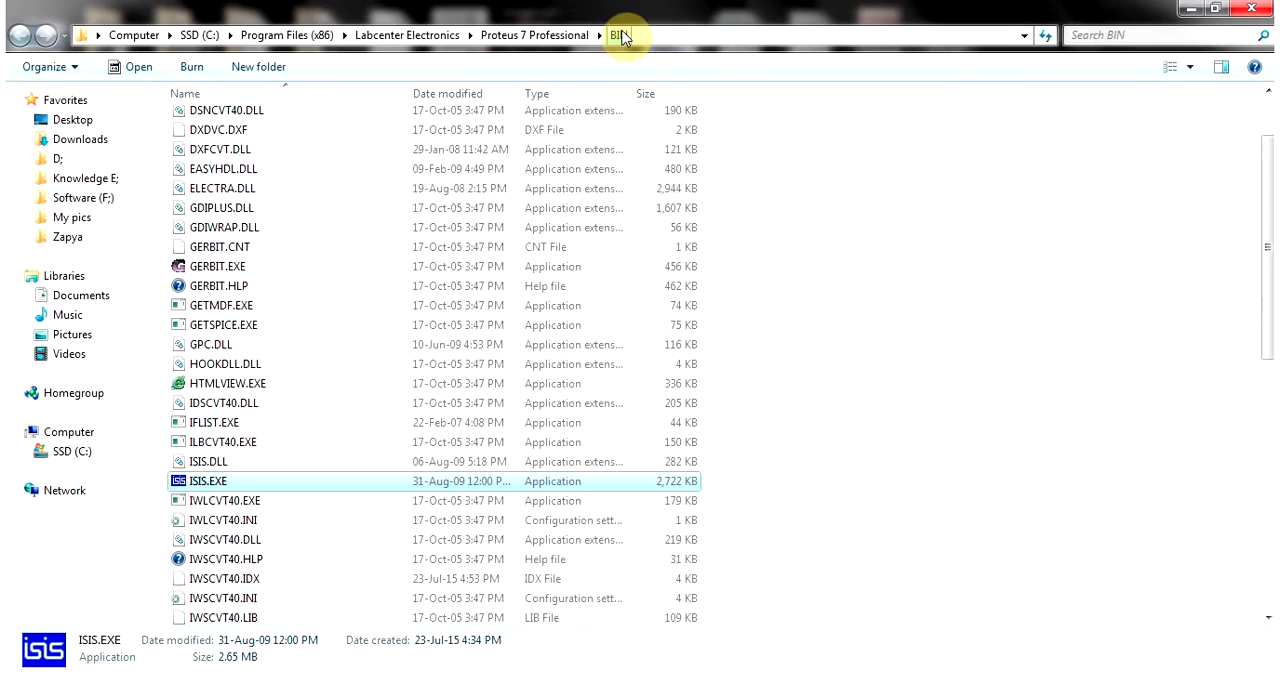 Computer SSD (C:) Program Files (x86) Labcenter Electronics Proteus 7 Professional Search BIN
Organize Open Burn New folder
Favorites
Desktop
Downloads
D;
Knowledge E;
Software (F;)
My pics
Zapya
Libraries
Documents
Music
Pictures
Videos
Homegroup
Computer
SSD (C:)
Network
Name Date modified Type Size
DSNCVT40.DLL 17-Oct-05 3:47 PM Application extens... 190 KB
DXDVC.DXF 17-Oct-05 3:47 PM DXF File 2 KB
DXFCVT.DLL 29-Jan-08 11:42 AM Application extens... 121 KB
EASYHDL.DLL 09-Feb-09 4:49 PM Application extens... 480 KB
ELECTRA.DLL 19-Aug-08 2:15 PM Application extens... 2,944 KB
GDIPLUS.DLL 17-Oct-05 3:47 PM Application extens... 1,607 KB
GDIWRAP.DLL 17-Oct-05 3:47 PM Application extens... 56 KB
GERBIT.CNT 17-Oct-05 3:47 PM CNT File 1 KB
GERBIT.EXE 17-Oct-05 3:47 PM Application 456 KB
GERBIT.HLP 17-Oct-05 3:47 PM Help file 462 KB
GETMDF.EXE 17-Oct-05 3:47 PM Application 74 KB
GETSPICE.EXE 17-Oct-05 3:47 PM Application 75 KB
GPC.DLL 10-Jun-09 4:53 PM Application extens... 116 KB
HOOKDLL.DLL 17-Oct-05 3:47 PM Application extens... 4 KB
HTMLVIEW.EXE 17-Oct-05 3:47 PM Application 336 KB
IDSCVT40.DLL 17-Oct-05 3:47 PM Application extens... 205 KB
IFLIST.EXE 22-Feb-07 4:08 PM Application 44 KB
ILBCVT40.EXE 17-Oct-05 3:47 PM Application 150 KB
ISIS.DLL 06-Aug-09 5:18 PM Application extens... 282 KB
ISIS.EXE 31-Aug-09 12:00 P... Application 2,722 KB
IWLCVT40.EXE 17-Oct-05 3:47 PM Application 179 KB
IWLCVT40.INI 17-Oct-05 3:47 PM Configuration sett... 1 KB
IWSCVT40.DLL 17-Oct-05 3:47 PM Application extens... 219 KB
IWSCVT40.HLP 17-Oct-05 3:47 PM Help file 31 KB
IWSCVT40.IDX 23-Jul-15 4:53 PM IDX File 4 KB
IWSCVT40.INI 17-Oct-05 3:47 PM Configuration sett... 4 KB
IWSCVT40.LIB 17-Oct-05 3:47 PM LIB File 109 KB
isis
ISIS.EXE Date modified: 31-Aug-09 12:00 PM Date created: 23-Jul-15 4:34 PM
Application Size: 2.65 MB